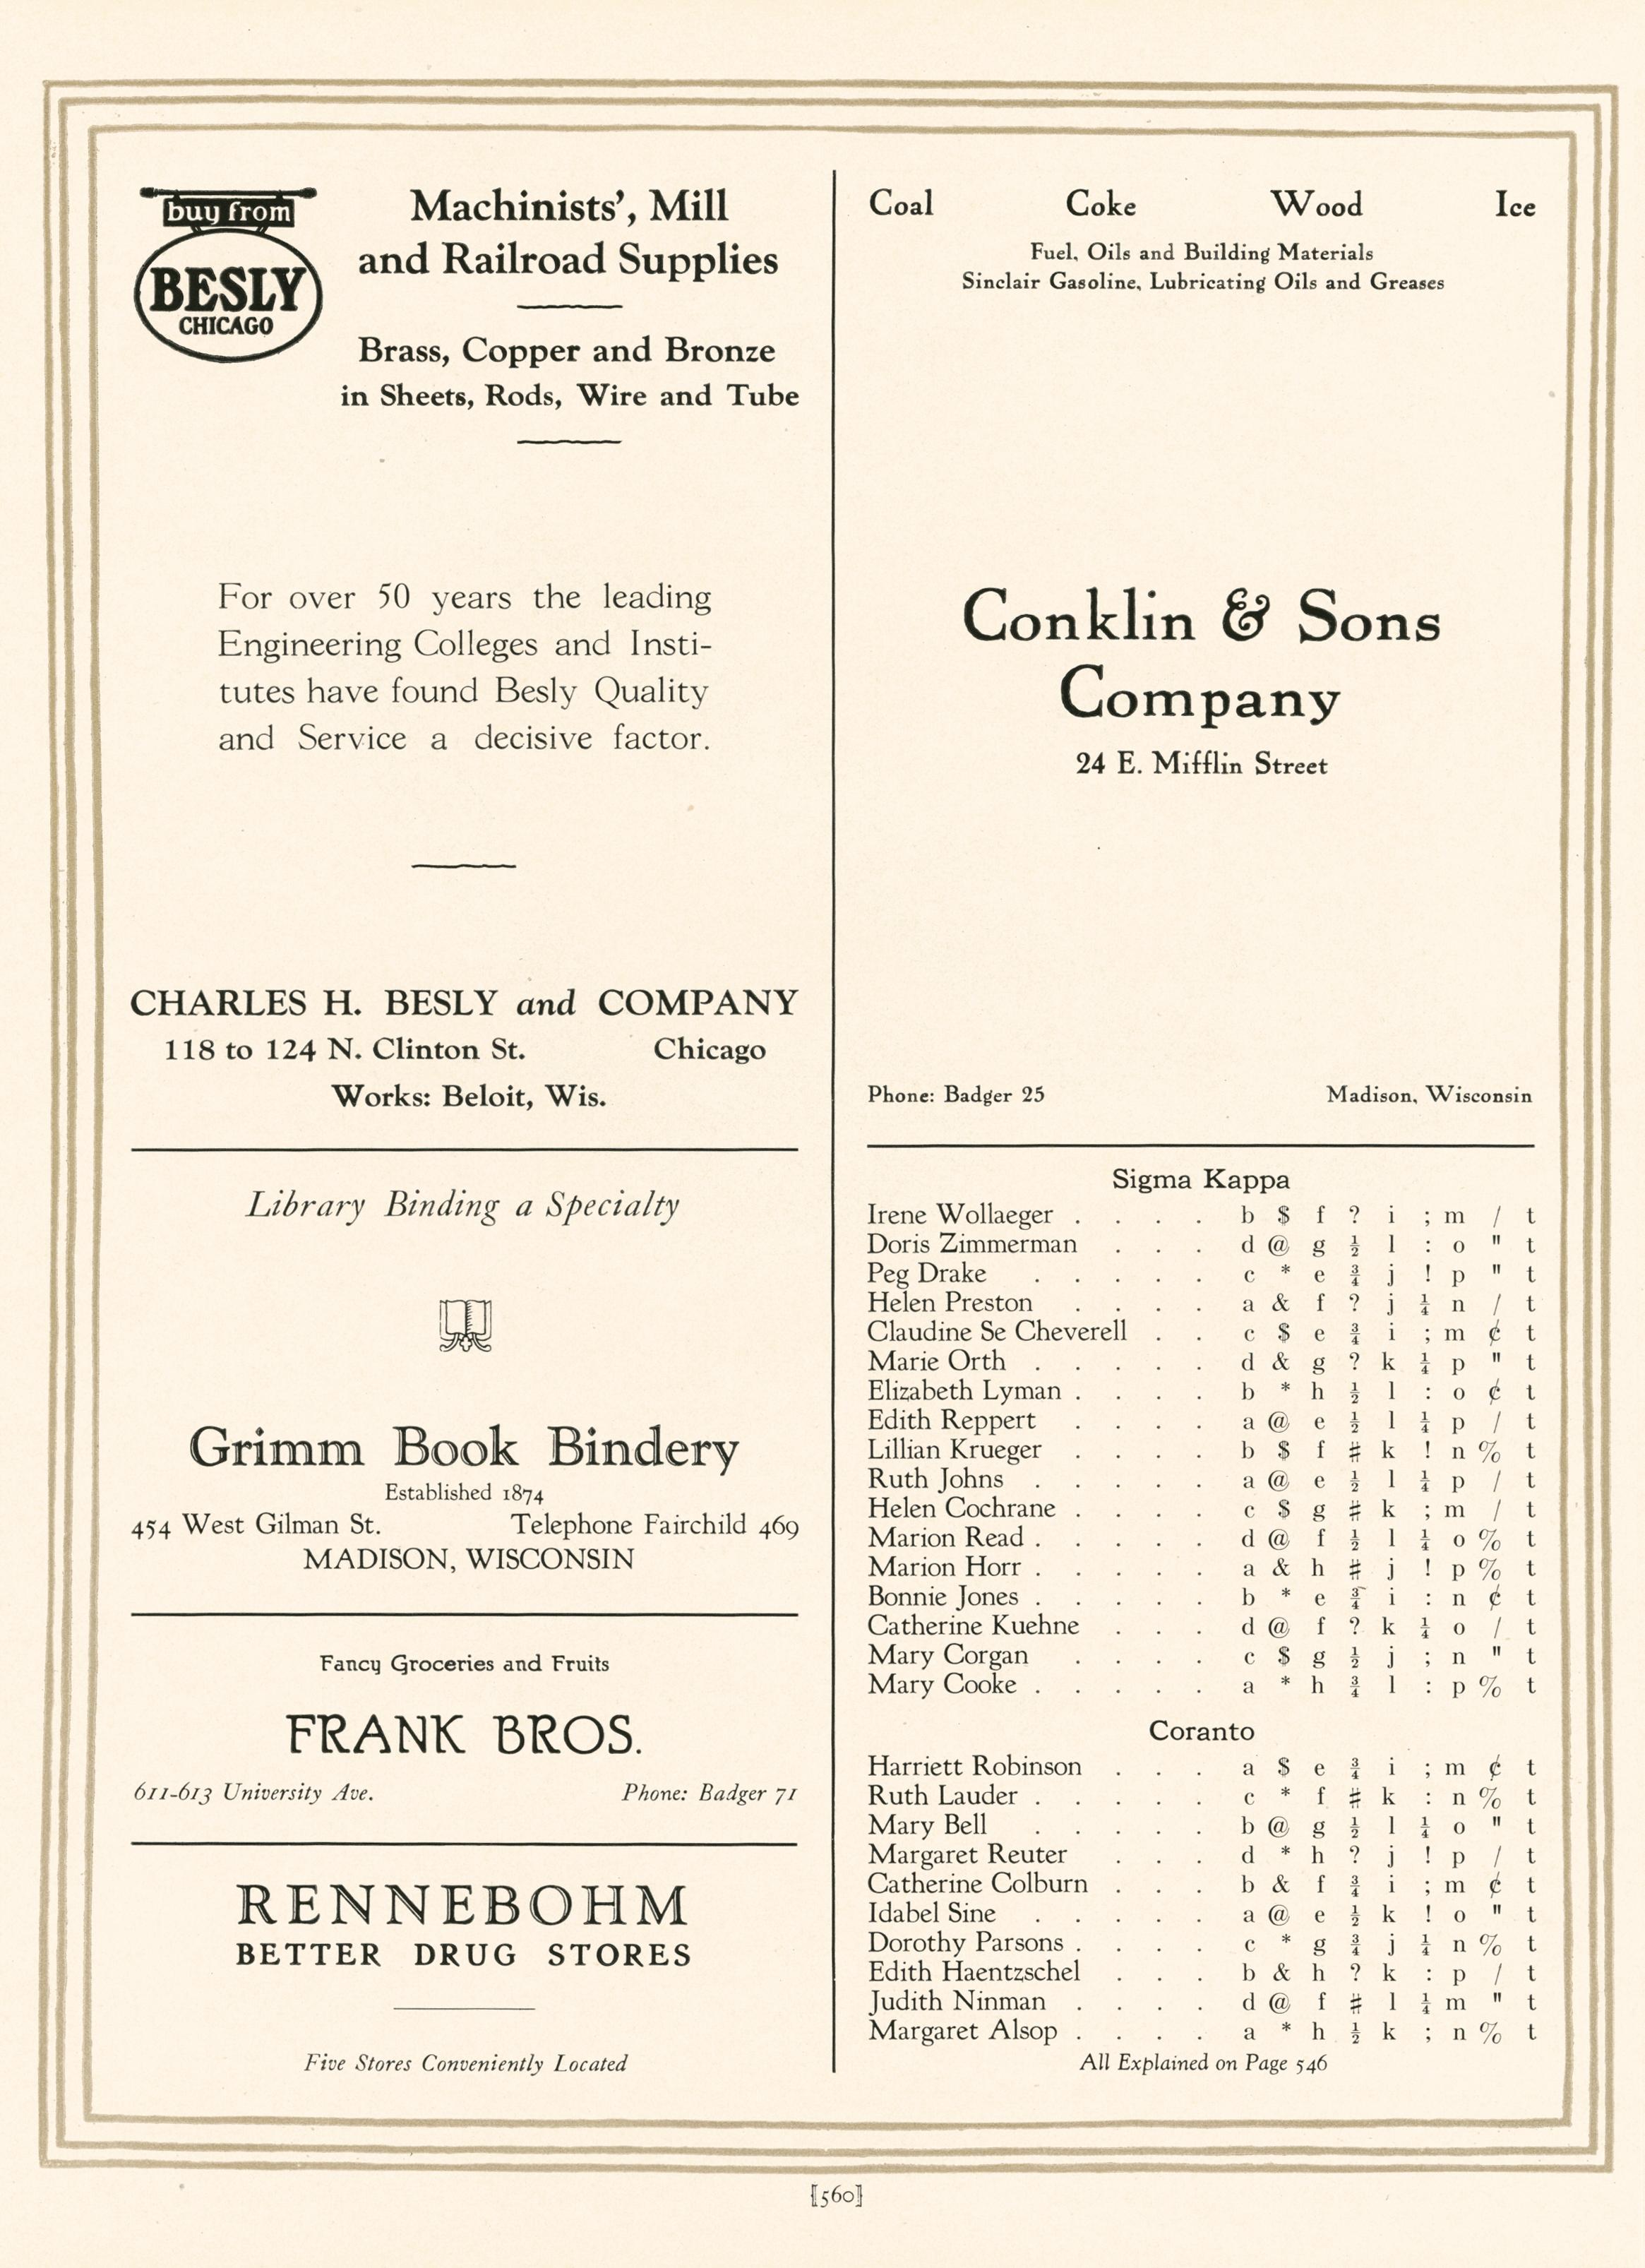 buy from
BESLY
CHICAGO
Machinists', Mill
and Railroad Supplies
Brass, Copper and Bronze
in Sheets, Rods, Wire and Tube
For over 50 years the leading
Engineering Colleges and Insti-
tutes have found Besly Quality
and Service a decisive factor.
CHARLES H. BESLY and COMPANY
118 to 124 N. Clinton St. Chicago
Works: Beloit, Wis.
Library Binding a Specialty
Grimm Book Bindery
Established 1874
454 West Gilman St. Telephone Fairchild 469
MADISON, WISCONSIN
Fancy Groceries and Fruits
FRANK BROS.
611-613 University Ave. Phone: Badger 71
RENNEBOHM
BETTER DRUG STORES
Five Stores Conveniently Located
Coal Coke Wood Ice
Fuel, Oils and Building Materials
Sinclair Gasoline, Lubricating Oils and Greases
Conklin & Sons
Company
24 E. Mifflin Street
Phone: Badger 25 Madison, Wisconsin
Sigma Kappa
Irene Wollaeger . . . . b $ f ? i ; m / t
Doris Zimmerman . . . d @ g ½ l : o " t
Peg Drake . . . . . c * e ¾ j ! p " t
Helen Preston . . . . a & f ? j ¼ n / t
Claudine Se Cheverell . . c $ e ¾ i ; m ¢ t
Marie Orth . . . . . d & g ? k ¼ p " t
Elizabeth Lyman . . . . b * h ½ l : o ¢ t
Edith Reppert . . . . a @ e ½ l ¼ p / t
Lillian Krueger . . . . b $ f # k ! n % t
Ruth Johns . . . . . a @ e ½ l ¼ p / t
Helen Cochrane . . . . c $ g # k ; m / t
Marion Read . . . . . d @ f ½ l ¼ o % t
Marion Horr . . . . . a & h # j ! p % t
Bonnie Jones . . . . . b * e ¾ i : n ¢ t
Catherine Kuehne . . . d @ f ? k ¼ o / t
Mary Corgan . . . . c $ g ½ j ; n " t
Mary Cooke . . . . . a * h ¾ l : p % t
Coranto
Harriett Robinson . . . a $ e ¾ i ; m ¢ t
Ruth Lauder . . . . . c * f # k : n % t
Mary Bell . . . . . b @ g ½ l ¼ o " t
Margaret Reuter . . . d * h ? j ! p / t
Catherine Colburn . . . b & f ¾ i ; m ¢ t
Idabel Sine . . . . . a @ e ½ k ! o " t
Dorothy Parsons . . . . c * g ¾ j ¼ n % t
Edith Haentzschel . . . b & h ? k : p / t
Judith Ninman . . . . d @ f # l ¼ m " t
Margaret Alsop . . . . a * h ½ k ; n % t
All Explained on Page 546
[560]